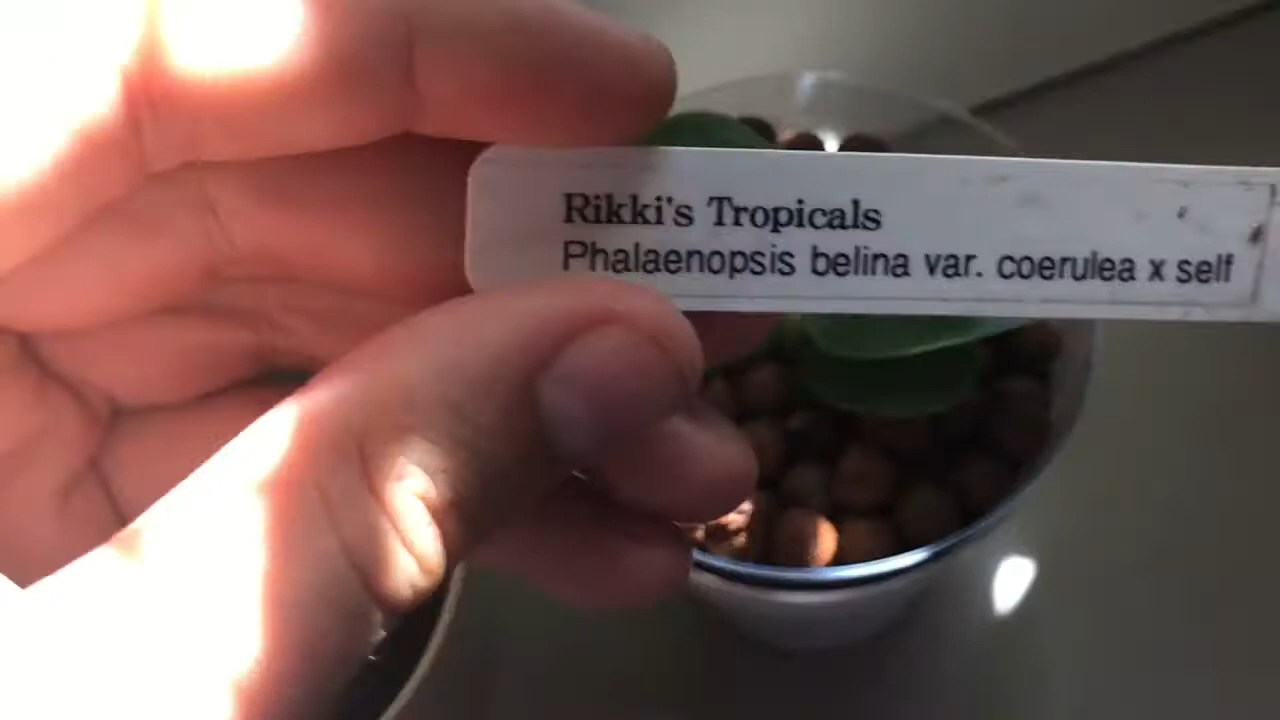 Rikki's Tropicals
Phalaenopsis belina var. coerulea x self